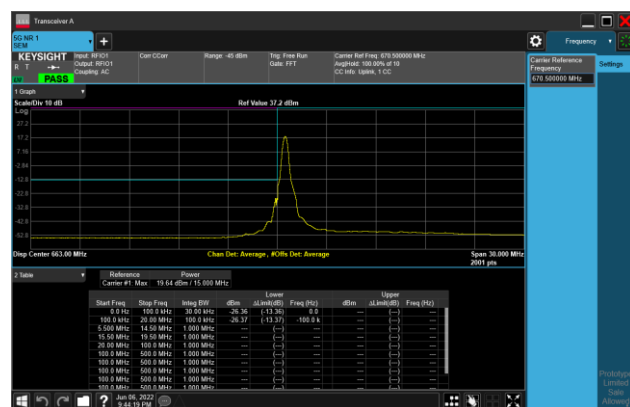 Transceiver A
5G NR 1
SEM
Frequency
KEYSIGHT
R T
PASS
Input: RFIO1
Output: RFIO1
Coupling: AC
Corr CCorr
Range: -45 dBm
Trig: Free Run
Gate: FFT
Carrier Ref Freq: 670.500000 MHz
Avg|Hold: 100.00% of 10
CC Info: Uplink, 1 CC
Carrier Reference
Frequency
670.500000 MHz
Settings
1 Graph
Scale/Div 10 dB
Ref Value 37.2 dBm
Log
27.2
17.2
7.16
-2.84
-12.8
-22.8
-32.8
-42.8
-52.8
Disp Center 663.00 MHz
Chan Det: Average , #Offs Det: Average
Span 30.000 MHz
2001 pts
2 Table
Reference Power
Carrier #1 Max 19.64 dBm / 15.000 MHz
Lower Upper
Start Freq Stop Freq Integ BW dBm ΔLimit(dB) Freq (Hz) dBm ΔLimit(dB) Freq (Hz)
0.0 Hz 100.0 kHz 30.00 kHz -26.36 (-13.36) 0.0 --- (---) ---
100.0 kHz 20.00 MHz 100.0 kHz -26.37 (-13.37) -100.0 k --- (---) ---
5.500 MHz 14.50 MHz 1.000 MHz --- (---) --- --- (---) ---
15.50 MHz 19.50 MHz 1.000 MHz --- (---) --- --- (---) ---
20.00 MHz 100.0 MHz 1.000 MHz --- (---) --- --- (---) ---
100.0 MHz 500.0 MHz 1.000 MHz --- (---) --- --- (---) ---
100.0 MHz 500.0 MHz 1.000 MHz --- (---) --- --- (---) ---
100.0 MHz 500.0 MHz 1.000 MHz --- (---) --- --- (---) ---
100.0 MHz 500.0 MHz 1.000 MHz --- (---) --- --- (---) ---
Prototype
Limited
Sale
Allowed
Jun 06, 2022
9:44:19 PM